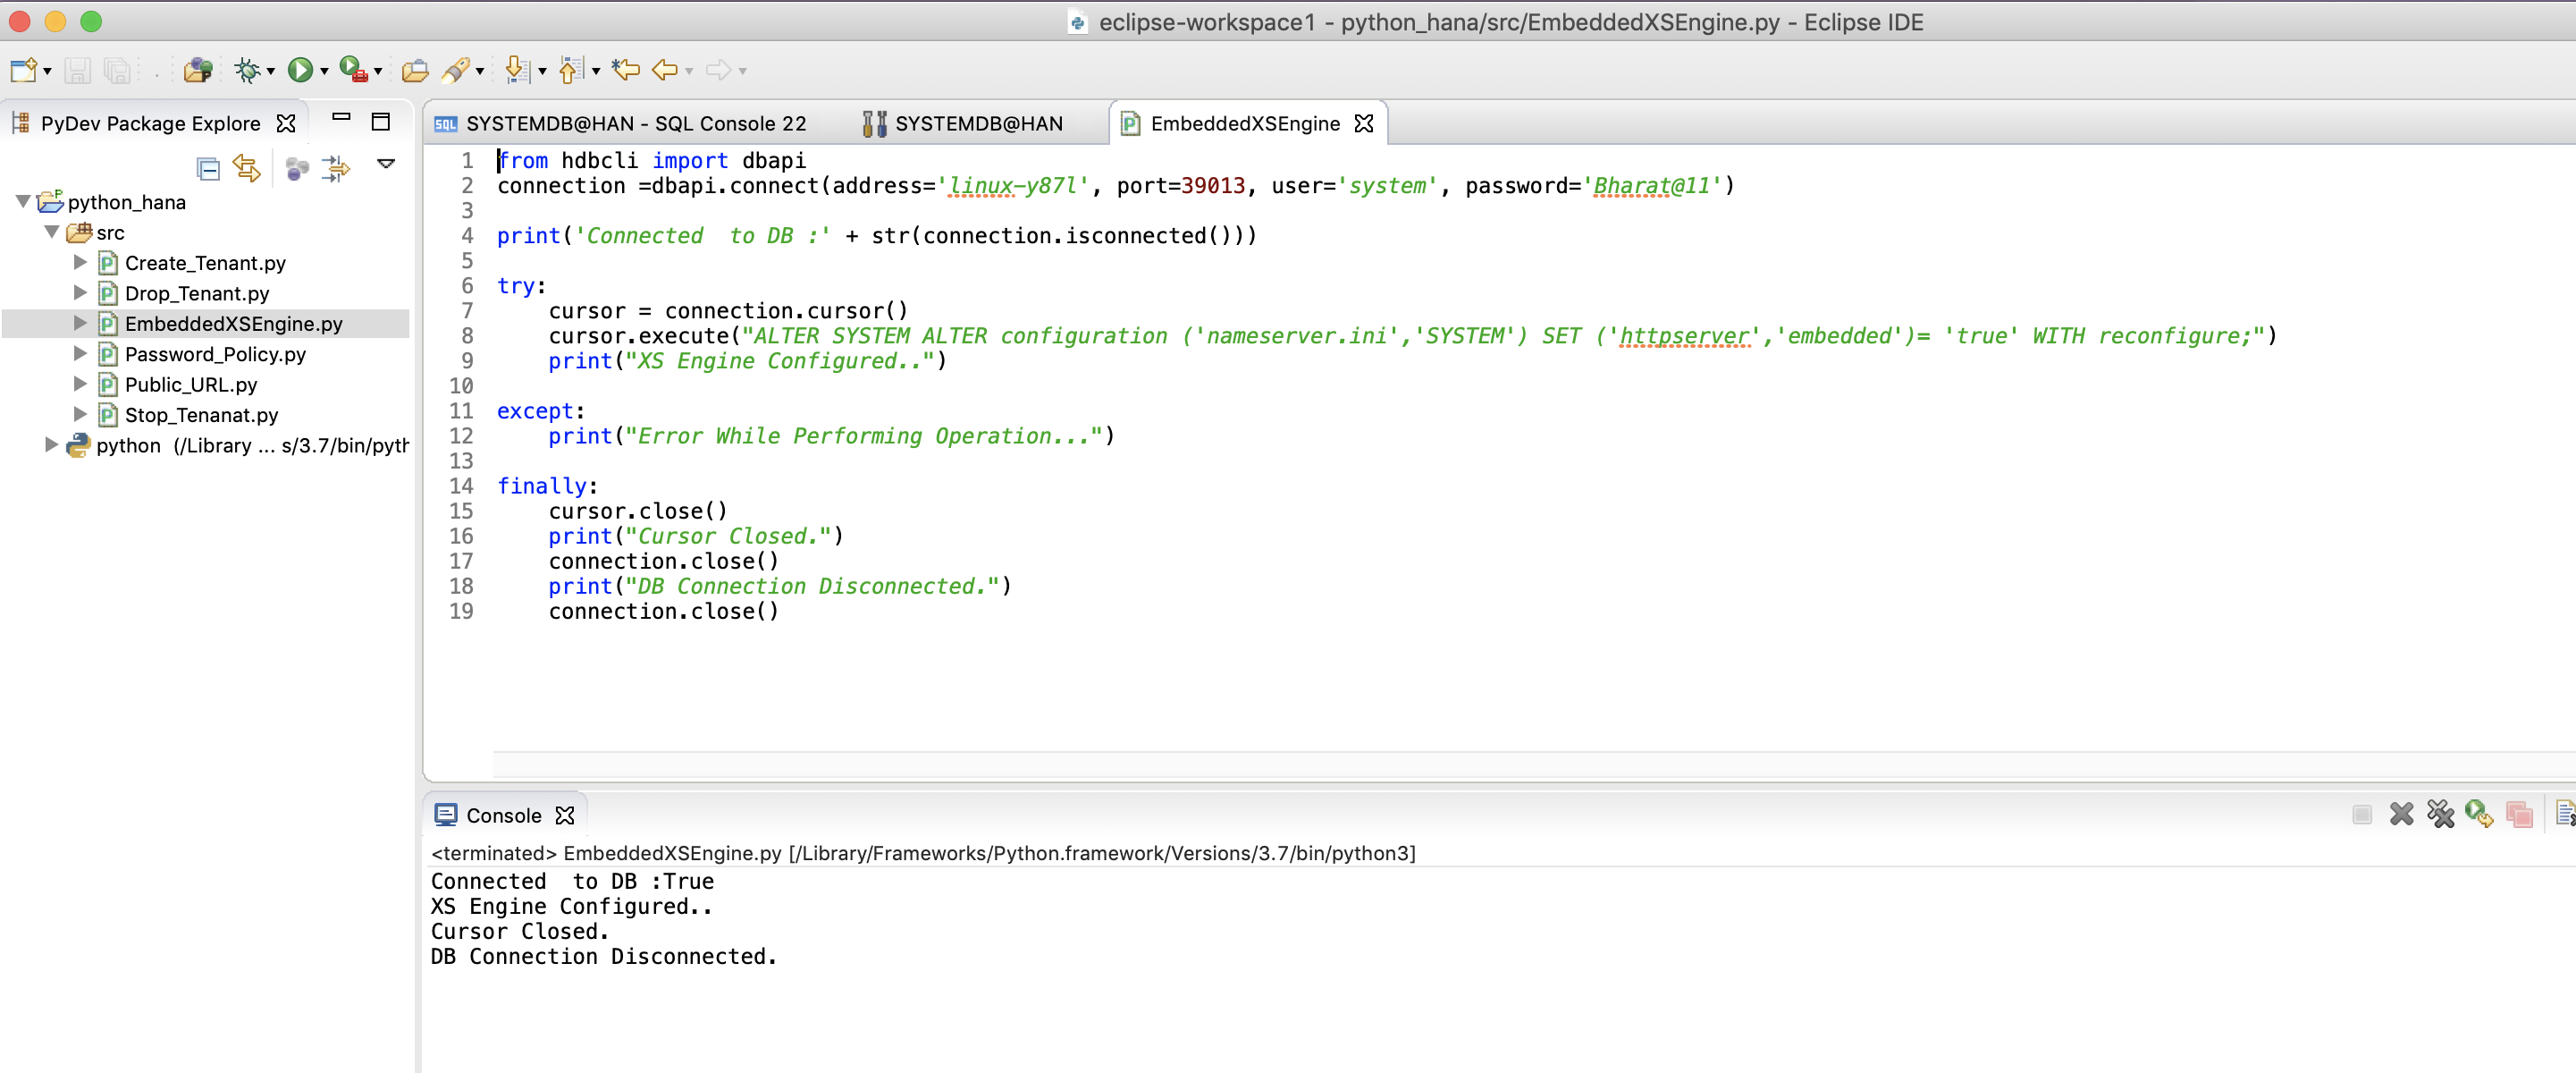 eclipse-workspace1 - python_hana/src/EmbeddedXSEngine.py - Eclipse IDE
PyDev Package Explore
SQL SYSTEMDB@HAN - SQL Console 22
SYSTEMDB@HAN
EmbeddedXSEngine
python_hana
src
Create_Tenant.py
Drop_Tenant.py
EmbeddedXSEngine.py
Password_Policy.py
Public_URL.py
Stop_Tenanat.py
python (/Library ... s/3.7/bin/pyth
1 from hdbcli import dbapi
2 connection =dbapi.connect(address='linux-y87l', port=39013, user='system', password='Bharat@11')
3
4 print('Connected  to DB :' + str(connection.isconnected()))
5
6 try:
7     cursor = connection.cursor()
8     cursor.execute("ALTER SYSTEM ALTER configuration ('nameserver.ini','SYSTEM') SET ('httpserver','embedded')= 'true' WITH reconfigure;")
9     print("XS Engine Configured..")
10
11 except:
12     print("Error While Performing Operation...")
13
14 finally:
15     cursor.close()
16     print("Cursor Closed.")
17     connection.close()
18     print("DB Connection Disconnected.")
19     connection.close()
Console
<terminated> EmbeddedXSEngine.py [/Library/Frameworks/Python.framework/Versions/3.7/bin/python3]
Connected  to DB :True
XS Engine Configured..
Cursor Closed.
DB Connection Disconnected.